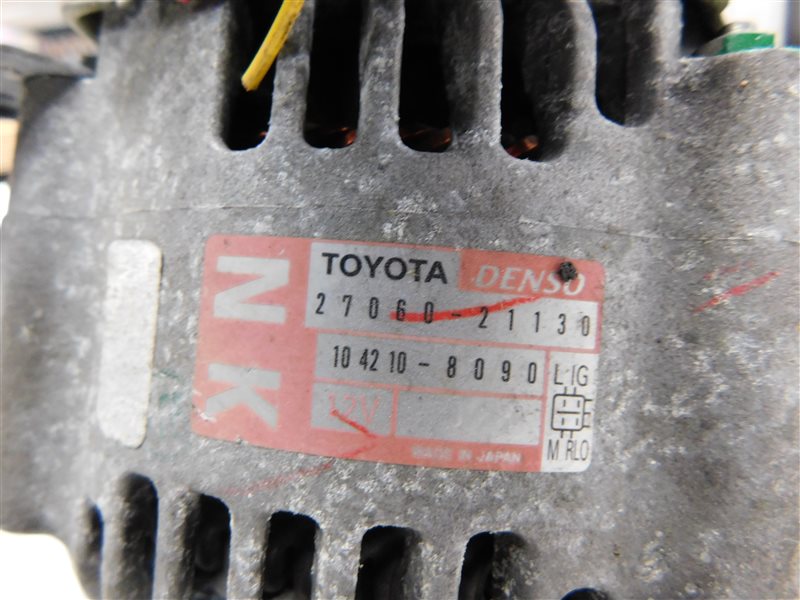 NK
TOYOTA DENSO
27060-21130
104210-8090
12V
L IG
M RLO
MADE IN JAPAN